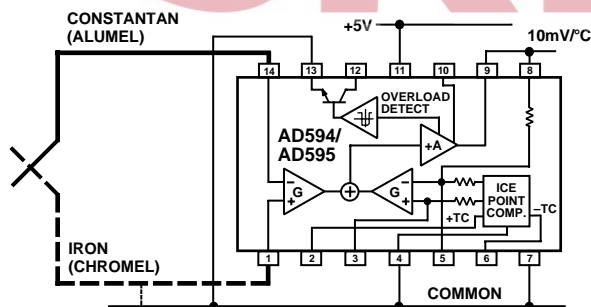 CONSTANTAN
(ALUMEL)
+5V
10mV/°C
14 13 12 11 10 9 8
OVERLOAD
DETECT
AD594/
AD595
+A
–
G
+
–
G
+
ICE
POINT
COMP.
–TC
+TC
IRON
(CHROMEL)
1 2 3 4 5 6 7
COMMON